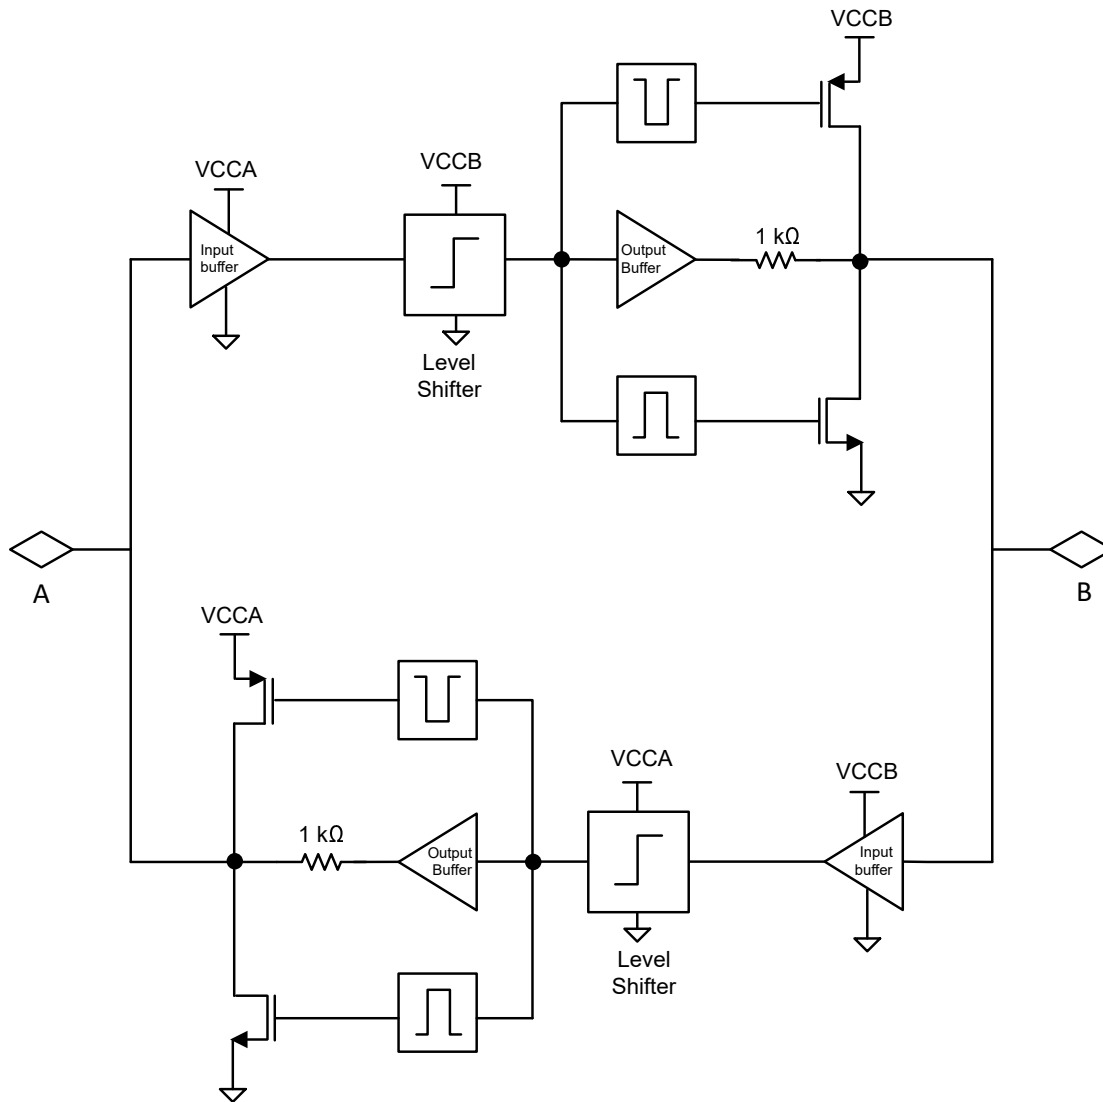 VCCB
VCCA
VCCB
Input
buffer
Output
Buffer
1 kΩ
Level
Shifter
A
B
VCCA
VCCA
VCCB
1 kΩ
Output
Buffer
Input
buffer
Level
Shifter